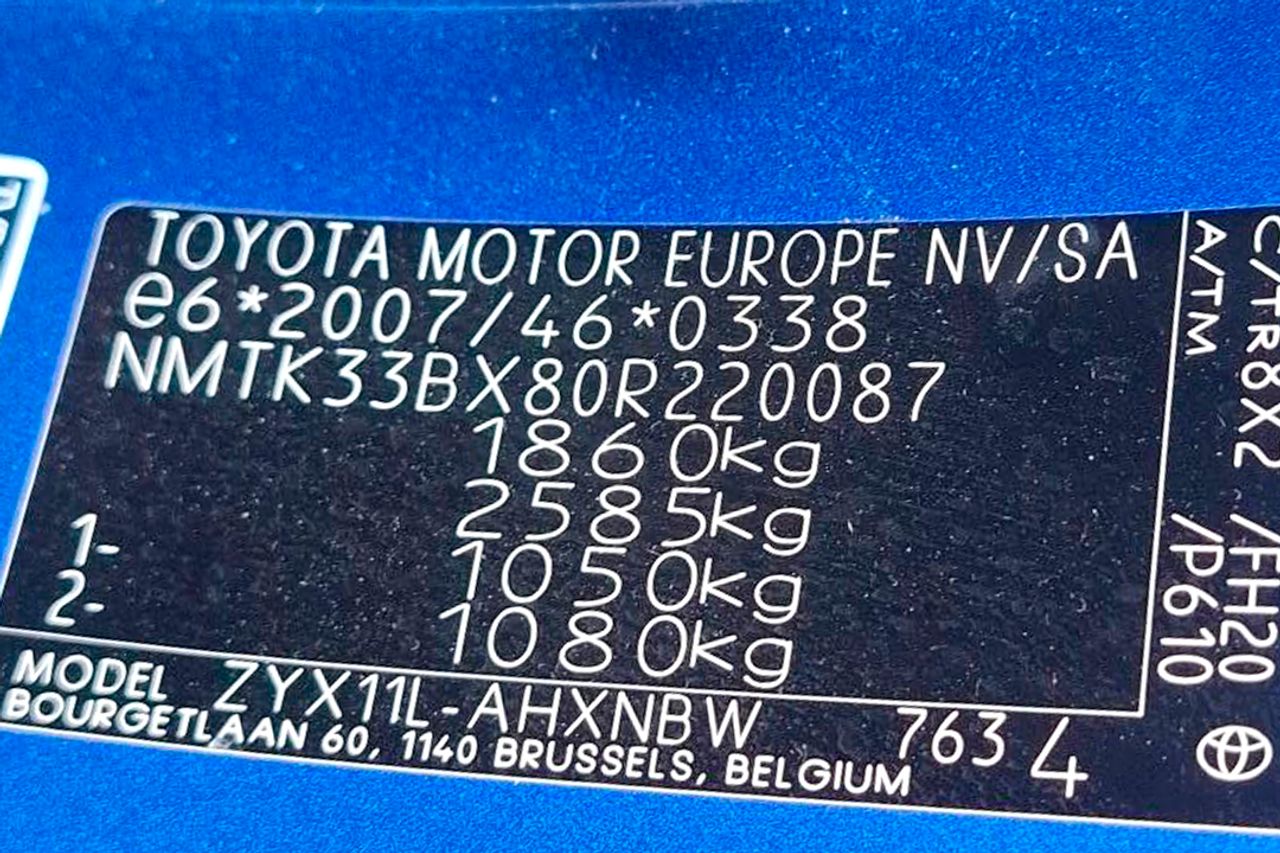 TOYOTA MOTOR EUROPE NV/SA
e6*2007/46*0338
NMTK33BX80R220087
1860kg
2585kg
1- 1050kg
2- 1080kg
MODEL ZYX11L-AHXNBW 763 4
BOURGETLAAN 60, 1140 BRUSSELS, BELGIUM
C/TR8X2 /FH20
A/TM /P610